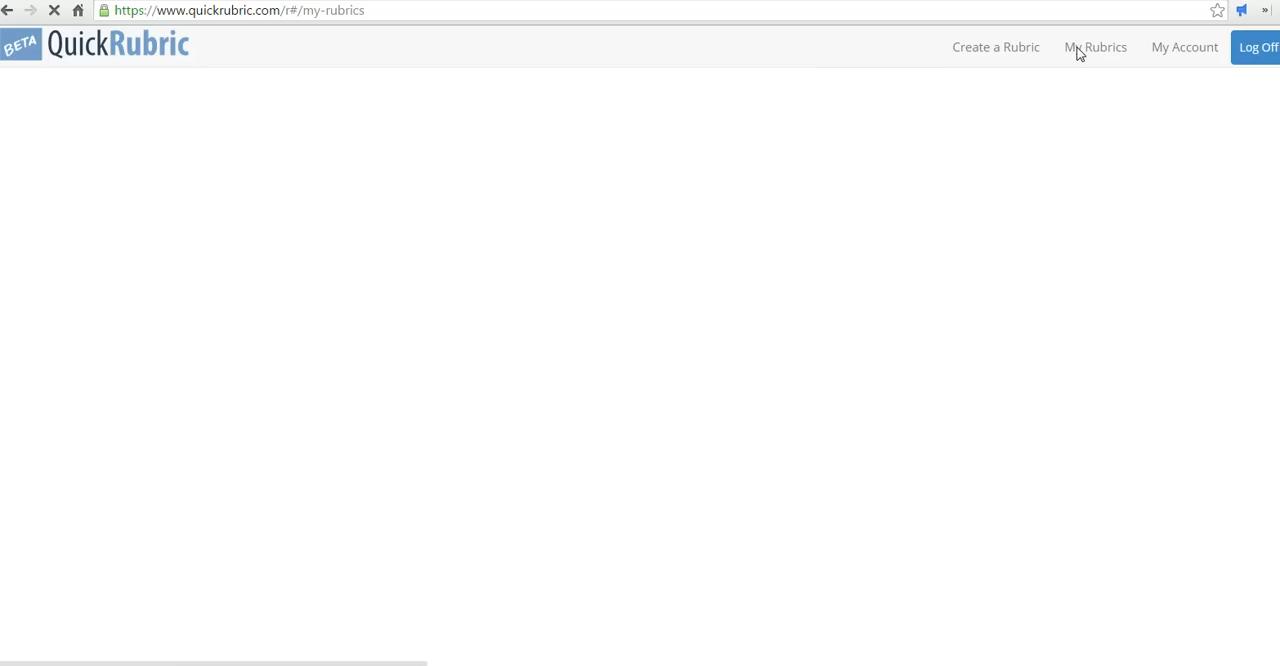 https://www.quickrubric.com/r#/my-rubrics
»
BETA QuickRubric
Create a Rubric
My Rubrics
My Account
Log Off